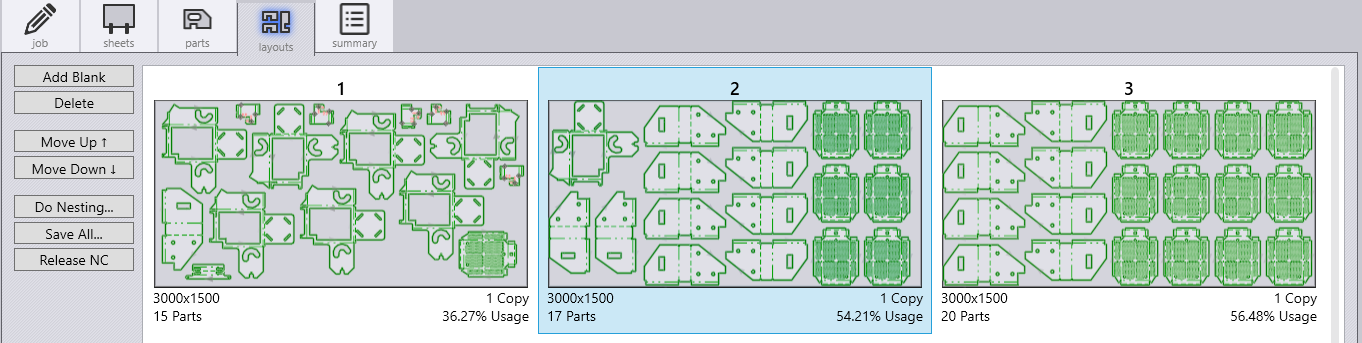 job
sheets
parts
layouts
summary
Add Blank
Delete
Move Up ↑
Move Down ↓
Do Nesting...
Save All...
Release NC
1
3000x1500 1 Copy
15 Parts 36.27% Usage
2
3000x1500 1 Copy
17 Parts 54.21% Usage
3
3000x1500 1 Copy
20 Parts 56.48% Usage